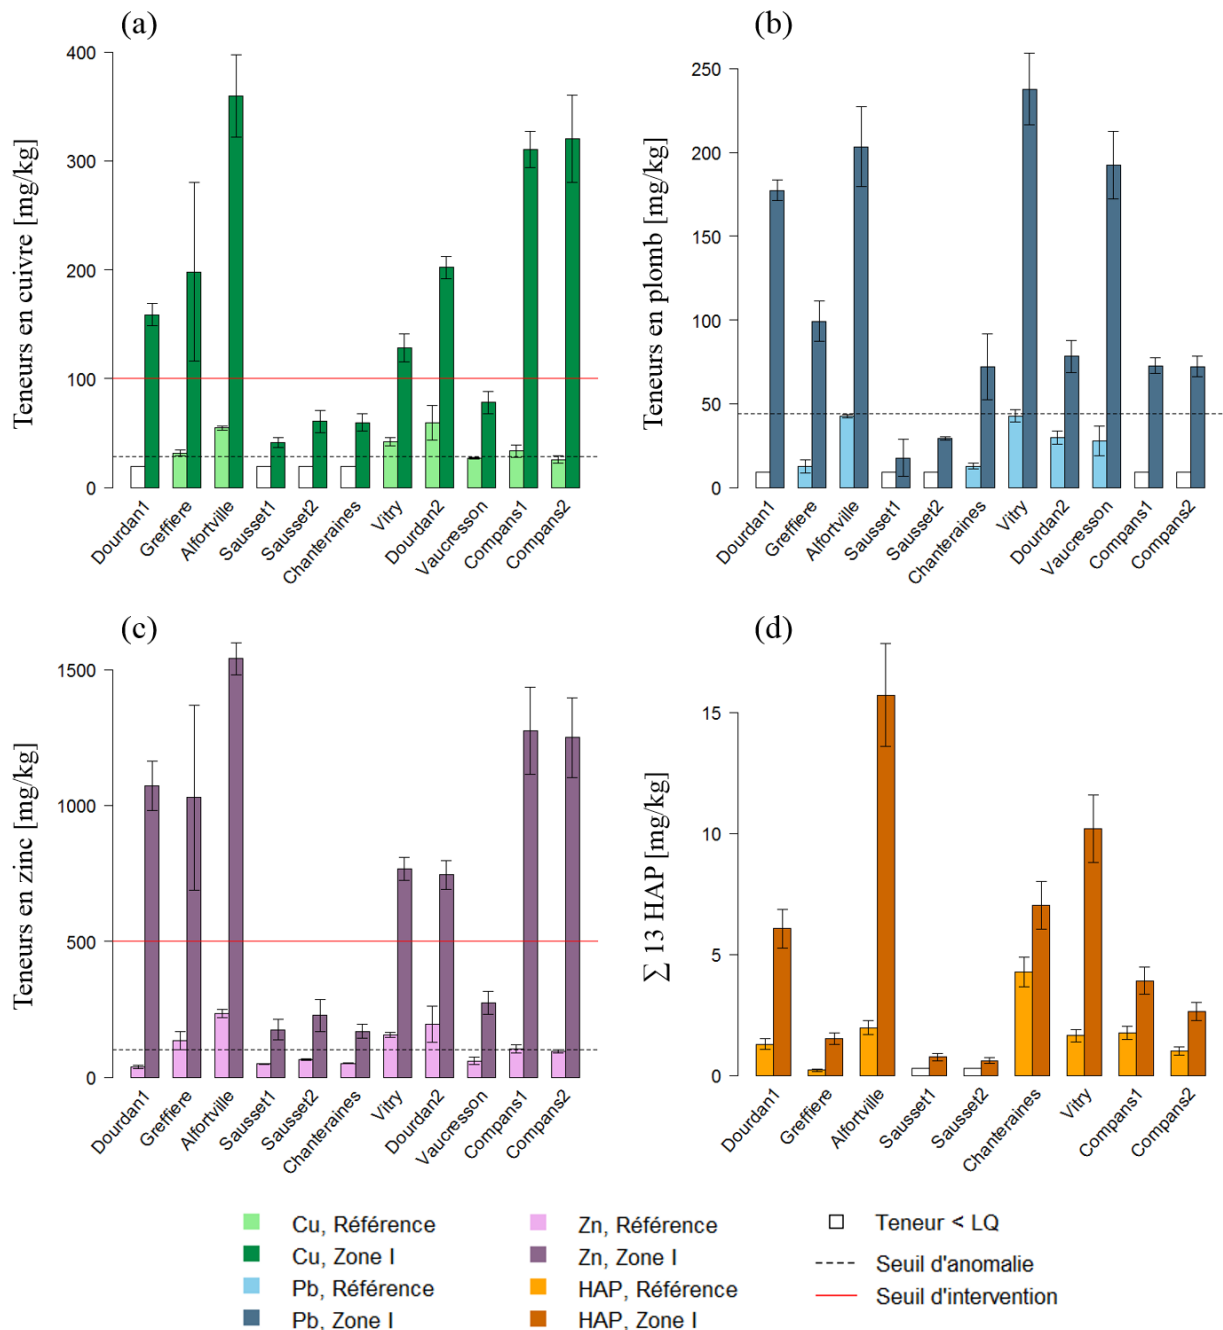 (a)
Teneurs en cuivre [mg/kg]
400
300
200
100
0
Dourdan1
Greffiere
Alfortville
Sausset1
Sausset2
Chanteraines
Vitry
Dourdan2
Vaucresson
Compans1
Compans2
(b)
Teneurs en plomb [mg/kg]
250
200
150
100
50
0
Dourdan1
Greffiere
Alfortville
Sausset1
Sausset2
Chanteraines
Vitry
Dourdan2
Vaucresson
Compans1
Compans2
(c)
Teneurs en zinc [mg/kg]
1500
1000
500
0
Dourdan1
Greffiere
Alfortville
Sausset1
Sausset2
Chanteraines
Vitry
Dourdan2
Vaucresson
Compans1
Compans2
(d)
∑ 13 HAP [mg/kg]
15
10
5
0
Dourdan1
Greffiere
Alfortville
Sausset1
Sausset2
Chanteraines
Vitry
Compans1
Compans2
Cu, Référence
Cu, Zone I
Pb, Référence
Pb, Zone I
Zn, Référence
Zn, Zone I
HAP, Référence
HAP, Zone I
Teneur < LQ
Seuil d'anomalie
Seuil d'intervention